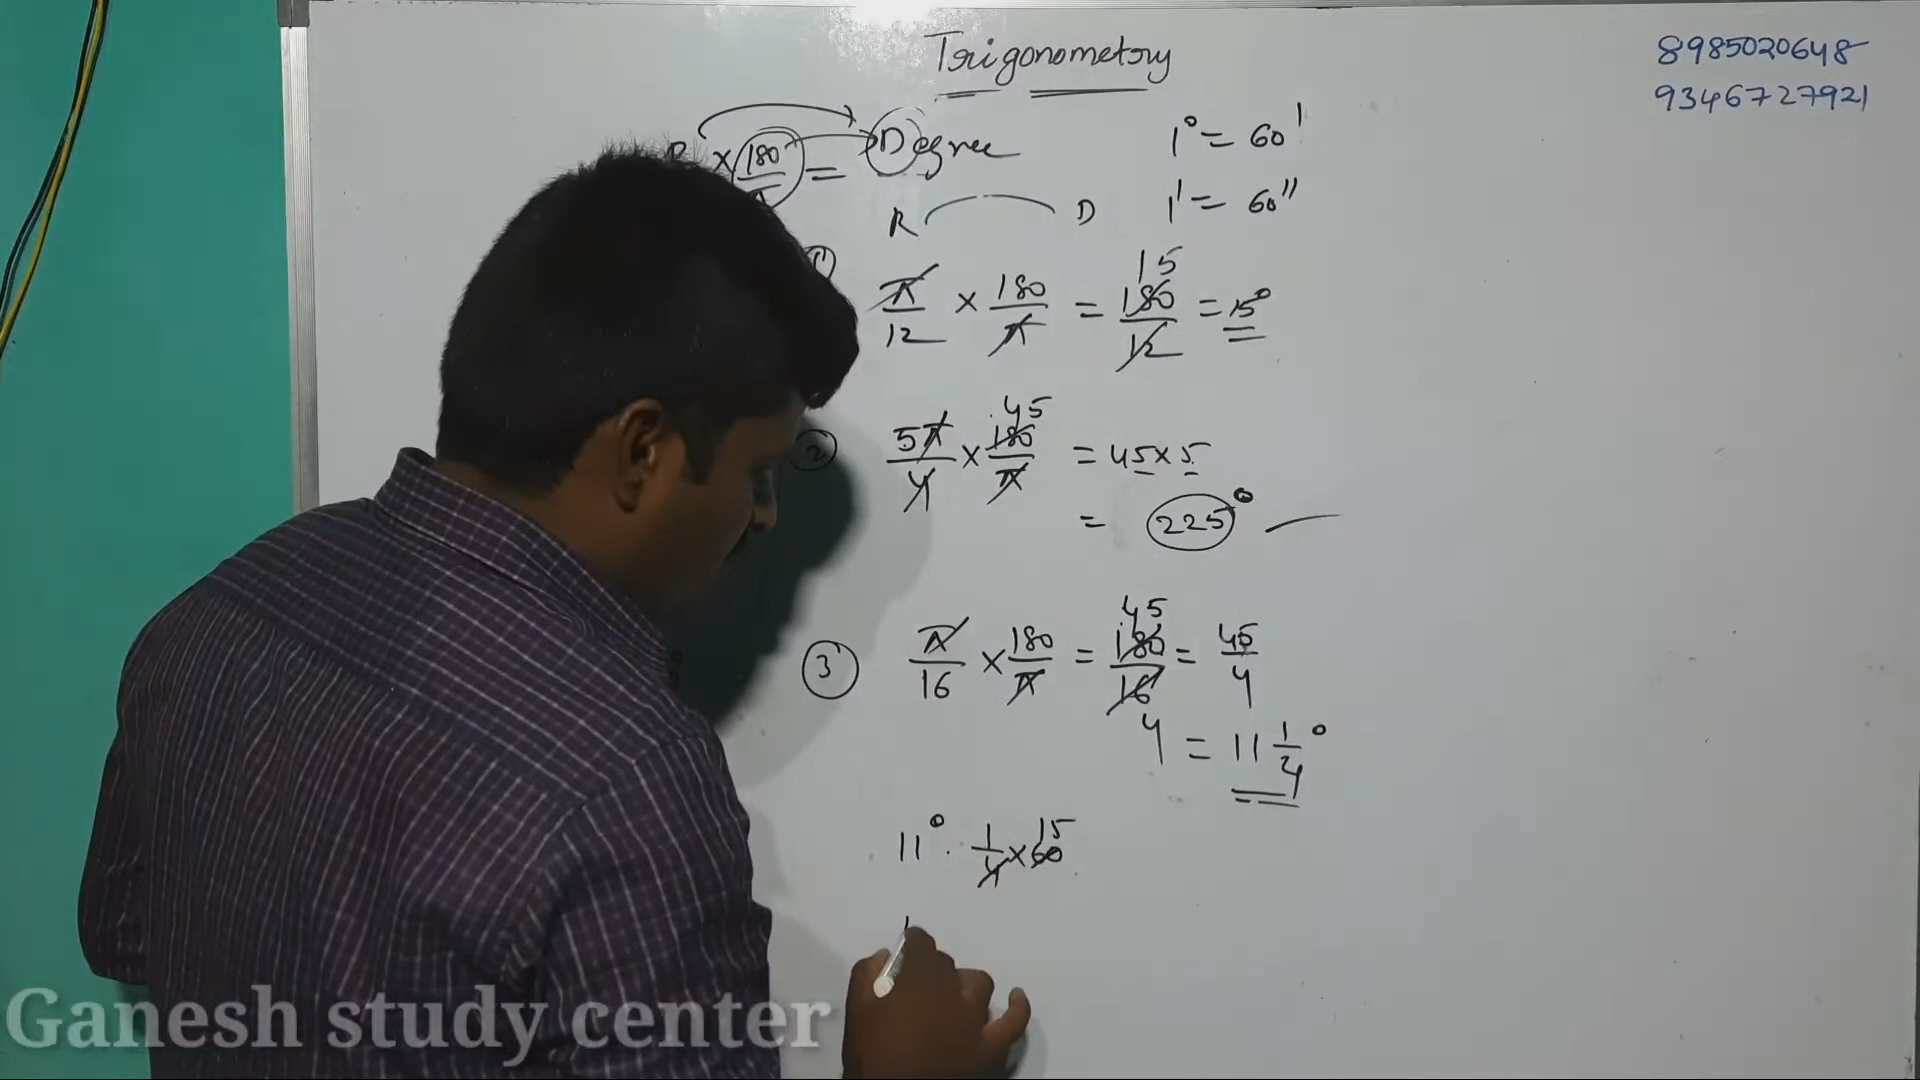 Trigonometry
8985020648
9346727921
× 180 = Degree
1° = 60'
R D
1' = 60''
π/12 × 180/π = 180/12 = 15°
15
② 5π/4 × 180/π = 45×5
45
= 225°
③ π/16 × 180/π = 180/16 = 45/4
45
4 = 11 1/4°
11° . 1/4 × 60
15
Ganesh study center